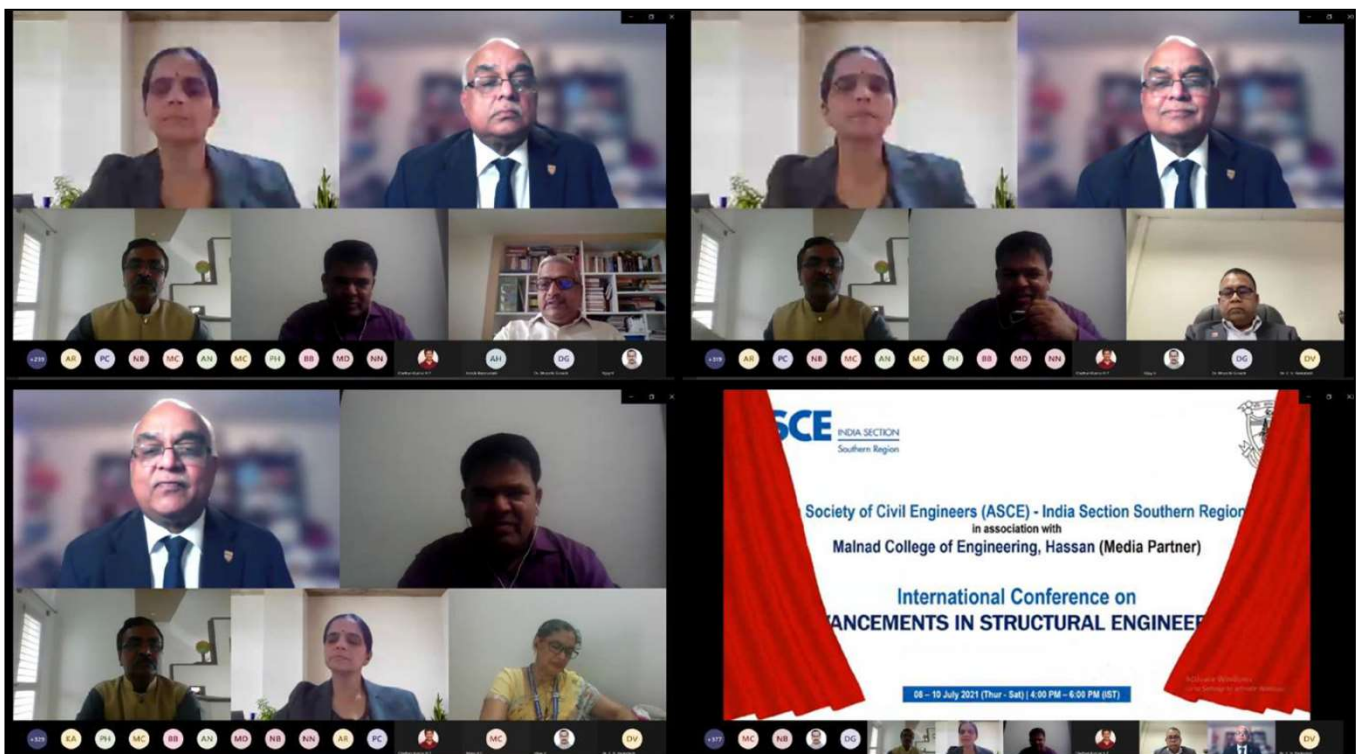 +239 AR PC NB MC AN MC PH BB MD NN AH DG
+319 AR PC NB MC AN MC PH BB MD NN DG DV
+329 KA PH MC BB AN MD NB NN AR PC MC DV
SCE INDIA SECTION
Southern Region
Society of Civil Engineers (ASCE) - India Section Southern Region
in association with
Malnad College of Engineering, Hassan (Media Partner)
International Conference on
VANCEMENTS IN STRUCTURAL ENGINEER
08 – 10 July 2021 (Thur - Sat) | 4:00 PM – 6:00 PM (IST)
Activate Windows
+377 MC NB DG DV